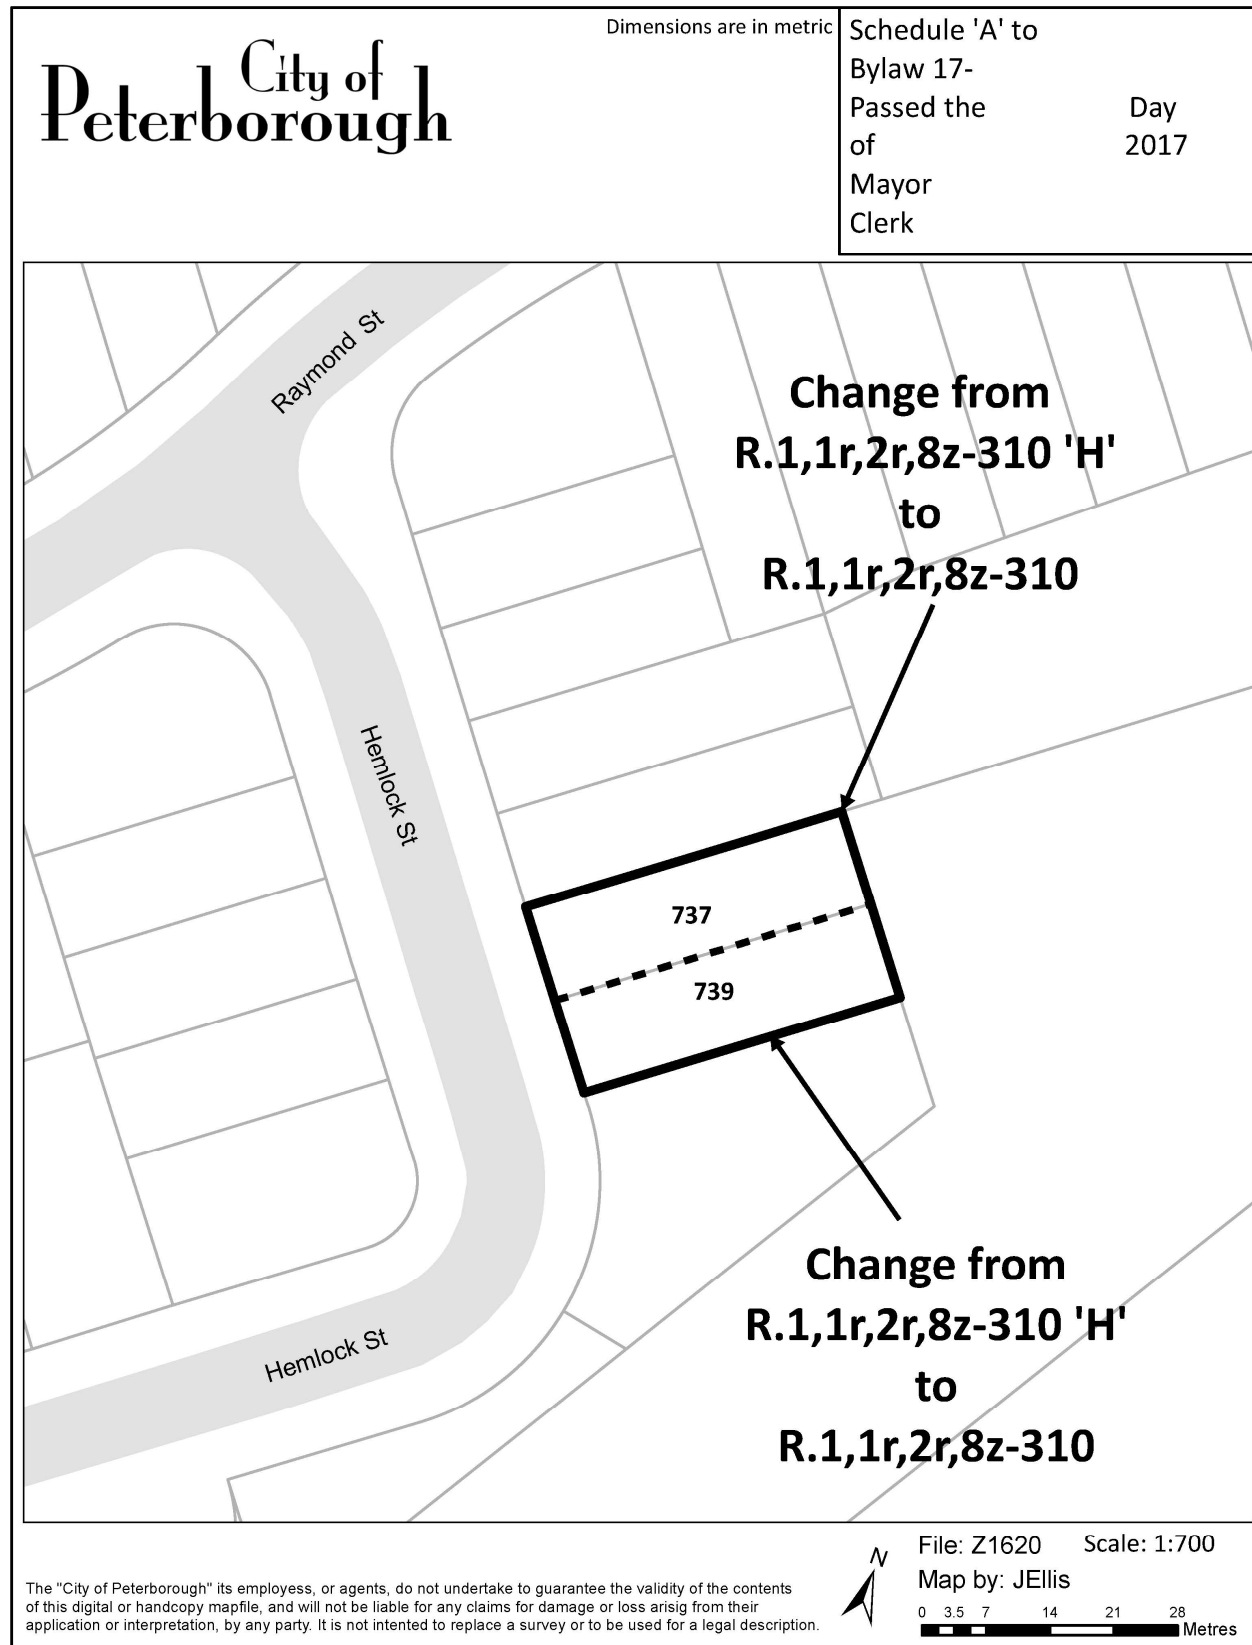 City of
Peterborough
Dimensions are in metric
Schedule 'A' to
Bylaw 17-
Passed the Day
of 2017
Mayor
Clerk
Raymond St
Change from
R.1,1r,2r,8z-310 'H'
to
R.1,1r,2r,8z-310
Hemlock St
737
739
Change from
R.1,1r,2r,8z-310 'H'
to
R.1,1r,2r,8z-310
Hemlock St
The "City of Peterborough" its employess, or agents, do not undertake to guarantee the validity of the contents
of this digital or handcopy mapfile, and will not be liable for any claims for damage or loss arisig from their
application or interpretation, by any party. It is not intended to replace a survey or to be used for a legal description.
N
File: Z1620 Scale: 1:700
Map by: JEllis
0 3.5 7 14 21 28
Metres